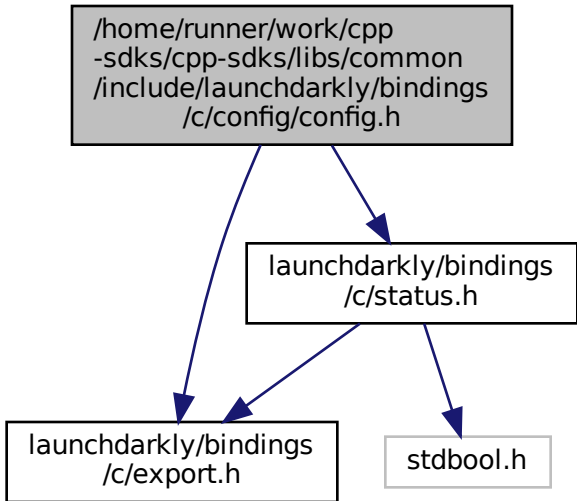 /home/runner/work/cpp
-sdks/cpp-sdks/libs/common
/include/launchdarkly/bindings
/c/config/config.h
launchdarkly/bindings
/c/status.h
launchdarkly/bindings
/c/export.h
stdbool.h